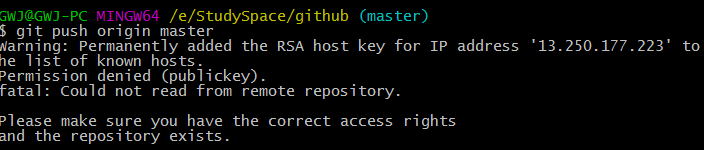 GWJ@GWJ-PC MINGW64 /e/StudySpace/github (master)
$ git push origin master
Warning: Permanently added the RSA host key for IP address '13.250.177.223' to
he list of known hosts.
Permission denied (publickey).
fatal: Could not read from remote repository.
Please make sure you have the correct access rights
and the repository exists.